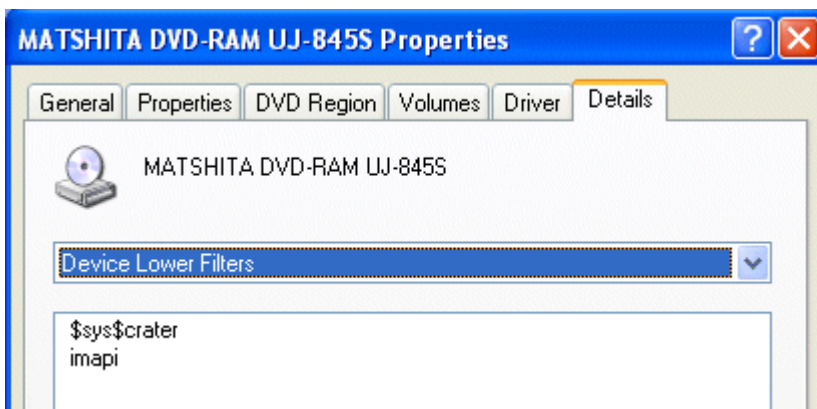 MATSHITA DVD-RAM UJ-845S Properties
General Properties DVD Region Volumes Driver Details
MATSHITA DVD-RAM UJ-845S
Device Lower Filters
$sys$crater
imapi